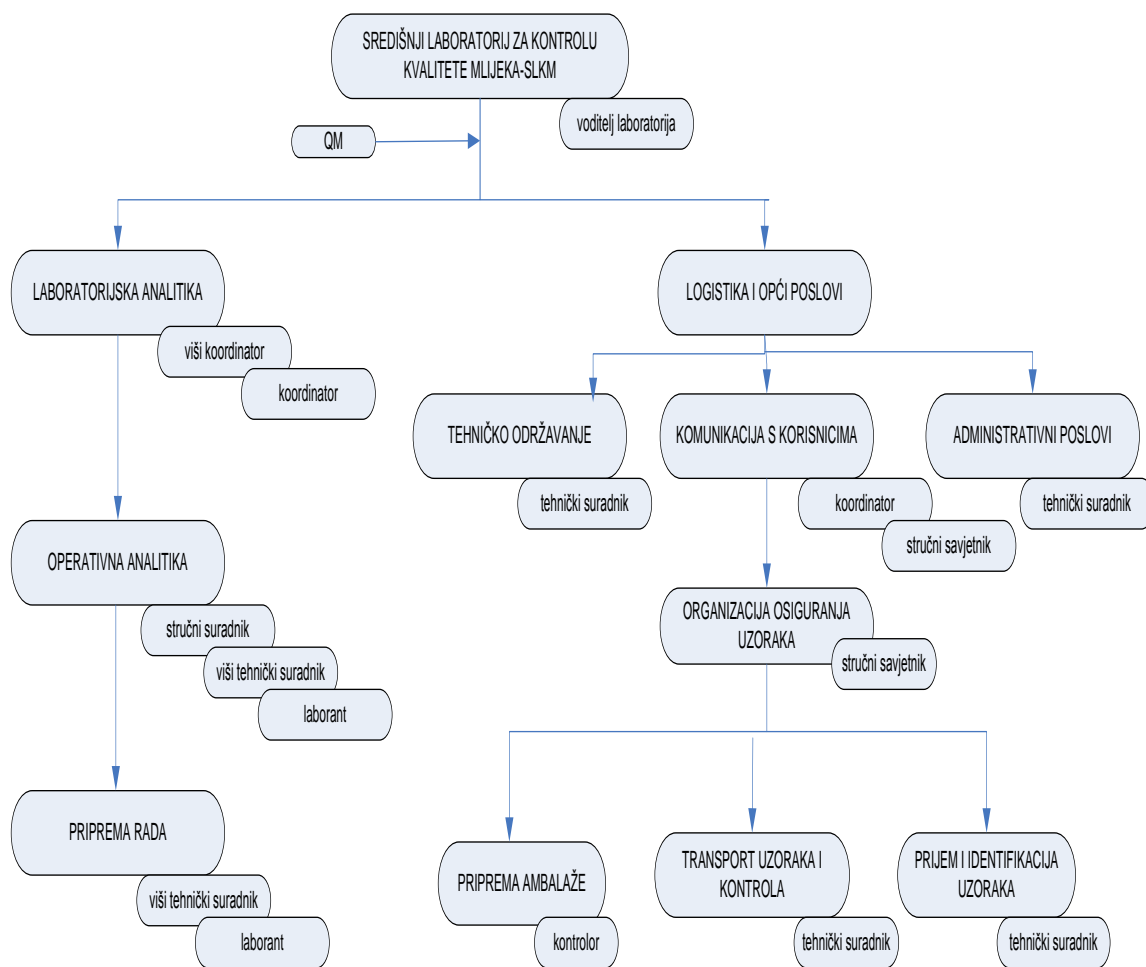 SREDIŠNJI LABORATORIJ ZA KONTROLU
KVALITETE MLIJEKA-SLKM
voditelj laboratorija
QM
LABORATORIJSKA ANALITIKA
viši koordinator
koordinator
LOGISTIKA I OPĆI POSLOVI
TEHNIČKO ODRŽAVANJE
tehnički suradnik
KOMUNIKACIJA S KORISNICIMA
koordinator
stručni savjetnik
ADMINISTRATIVNI POSLOVI
tehnički suradnik
OPERATIVNA ANALITIKA
stručni suradnik
viši tehnički suradnik
laborant
ORGANIZACIJA OSIGURANJA
UZORAKA
stručni savjetnik
PRIPREMA RADA
viši tehnički suradnik
laborant
PRIPREMA AMBALAŽE
kontrolor
TRANSPORT UZORAKA I
KONTROLA
tehnički suradnik
PRIJEM I IDENTIFIKACIJA
UZORAKA
tehnički suradnik